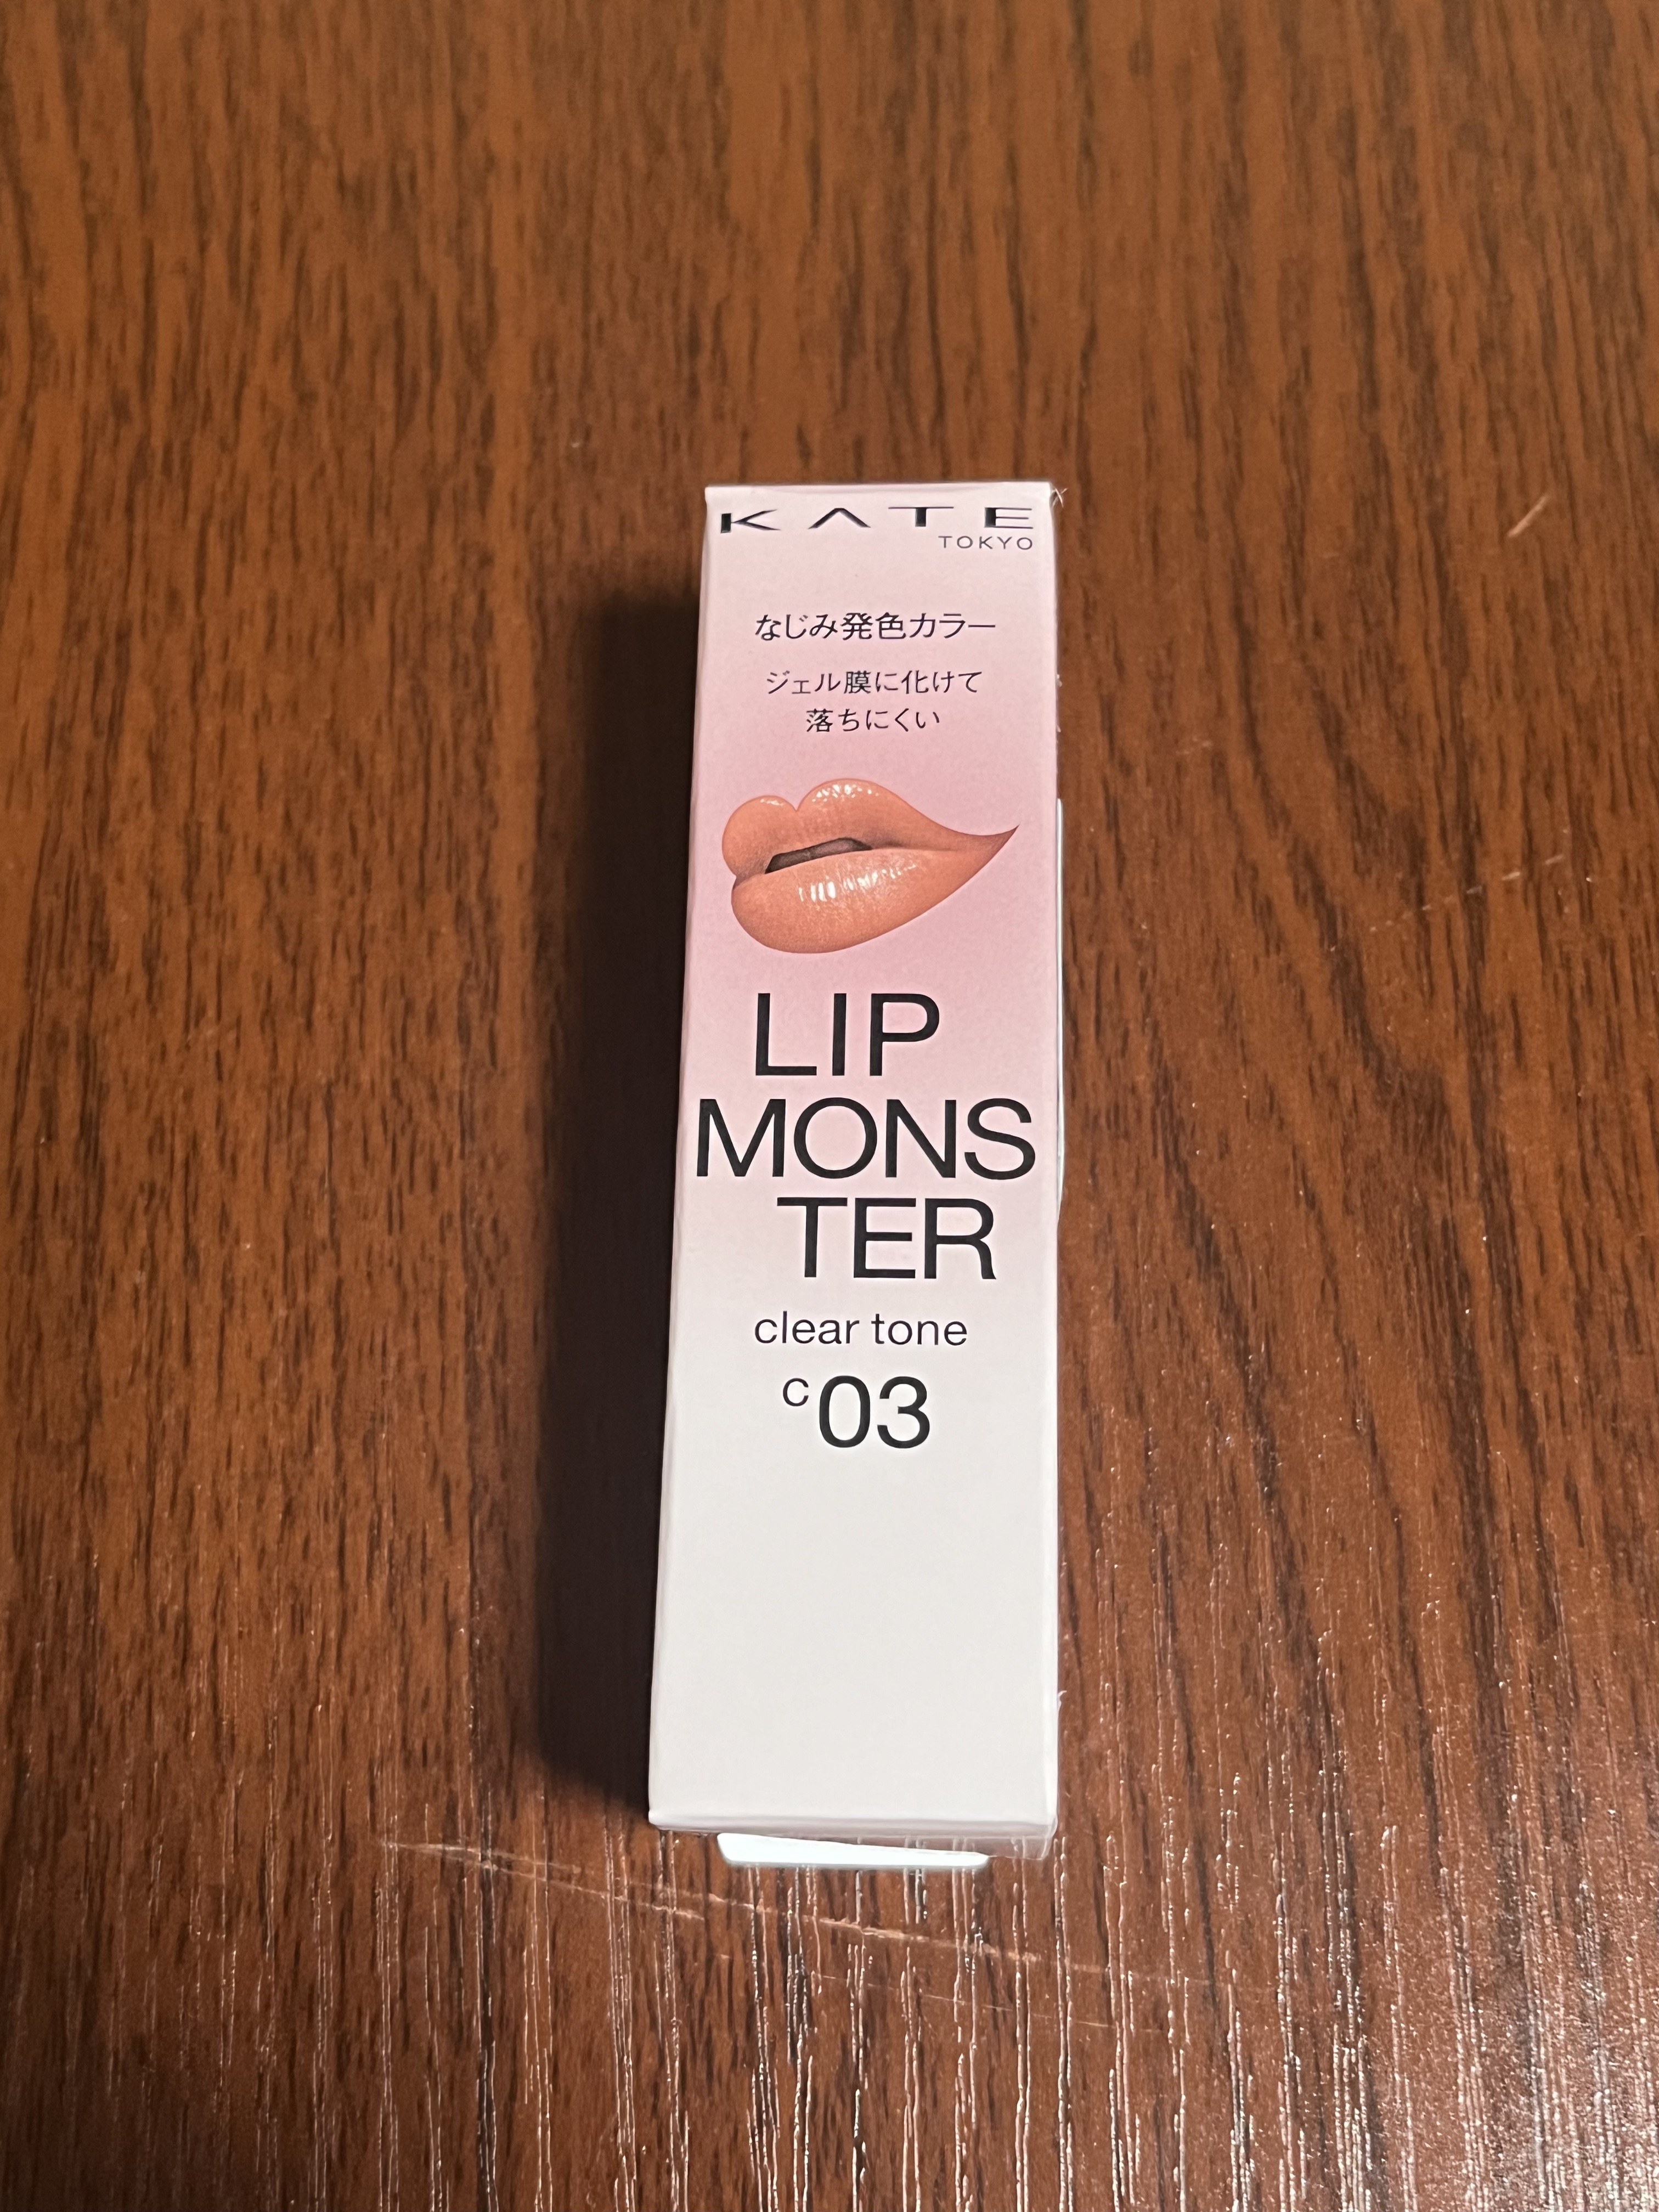 KATE
TOKYO
なじみ発色カラー
ジェル膜に化けて
落ちにくい
LIP
MONS
TER
clear tone
c03